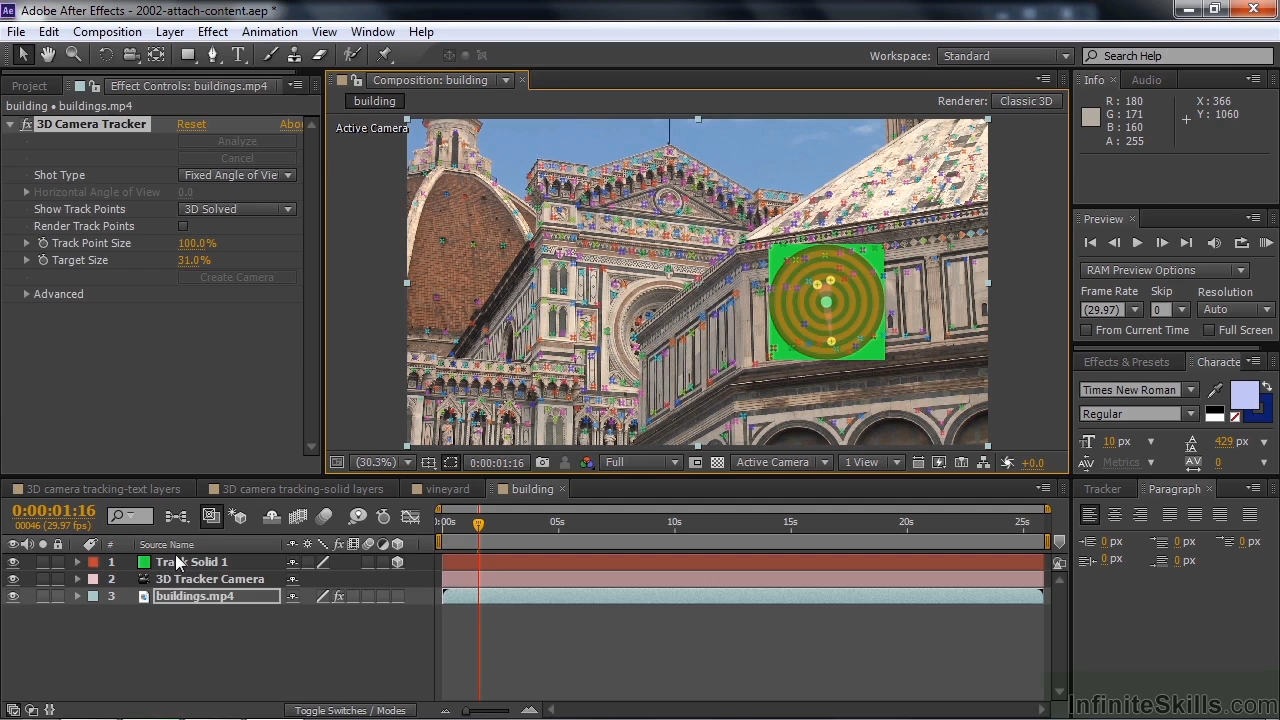 Ae Adobe After Effects - 2002-attach-content.aep *
File Edit Composition Layer Effect Animation View Window Help
Workspace: Standard Search Help
Project Effect Controls: buildings.mp4
building • buildings.mp4
fx 3D Camera Tracker Reset Abou
Analyze
Cancel
Shot Type Fixed Angle of Vie
Horizontal Angle of View 0.0
Show Track Points 3D Solved
Render Track Points
Track Point Size 100.0%
Target Size 31.0%
Create Camera
Advanced
Composition: building
building Renderer: Classic 3D
Active Camera
(30.3%) 0:00:01:16 Full Active Camera 1 View +0.0
Info Audio
R: 180 X: 366
G: 171 Y: 1060
B: 160
A: 255
Preview
RAM Preview Options
Frame Rate Skip Resolution
(29.97) 0 Auto
From Current Time Full Screen
Effects & Presets Characte
Times New Roman
Regular
10 px 429 px
Metrics 0
3D camera tracking-text layers 3D camera tracking-solid layers vineyard building
0:00:01:16
00046 (29.97 fps)
:00s 05s 10s 15s 20s 25s
# Source Name
1 Track Solid 1
2 3D Tracker Camera
3 buildings.mp4
Toggle Switches / Modes
Tracker Paragraph
0 px 0 px 0 px
0 px 0 px
InfiniteSkills.com